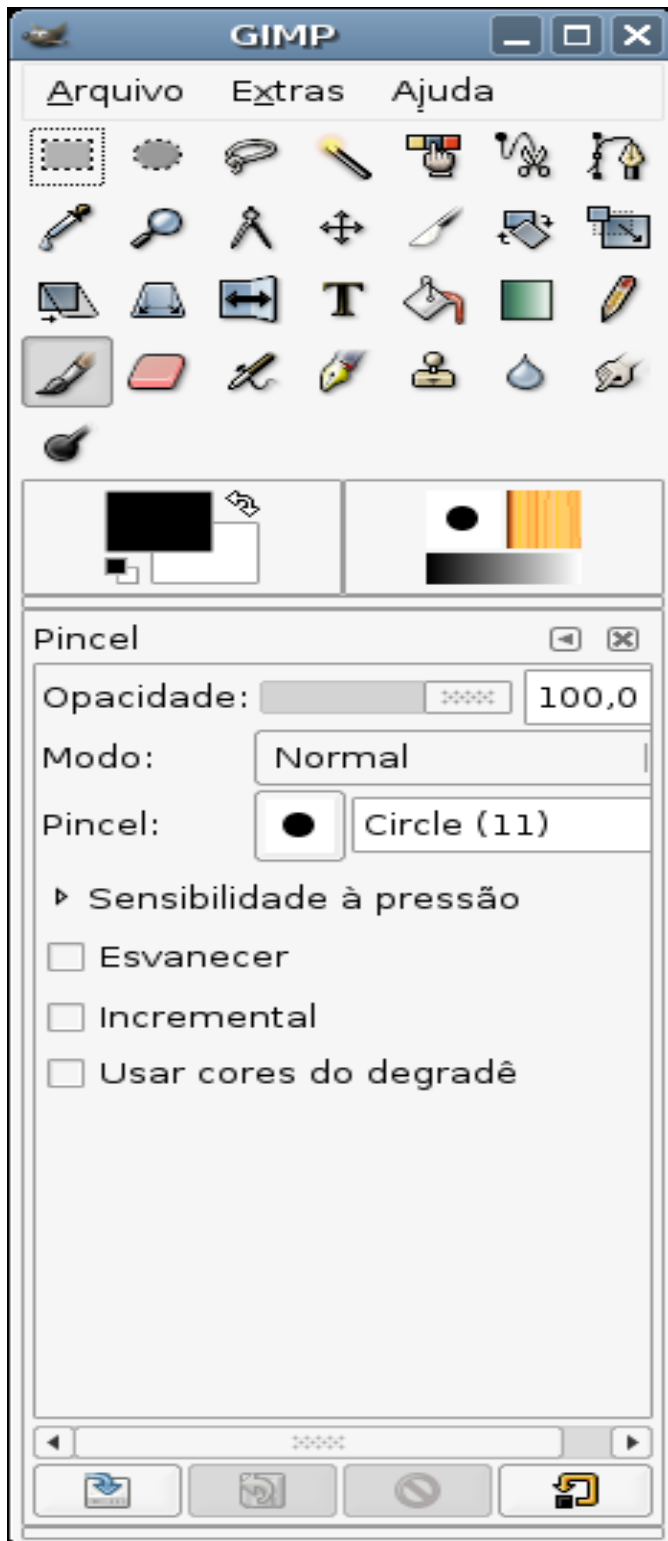 GIMP
Arquivo Extras Ajuda
Pincel
Opacidade: 100,0
Modo: Normal
Pincel: Circle (11)
Sensibilidade à pressão
Esvanecer
Incremental
Usar cores do degradê